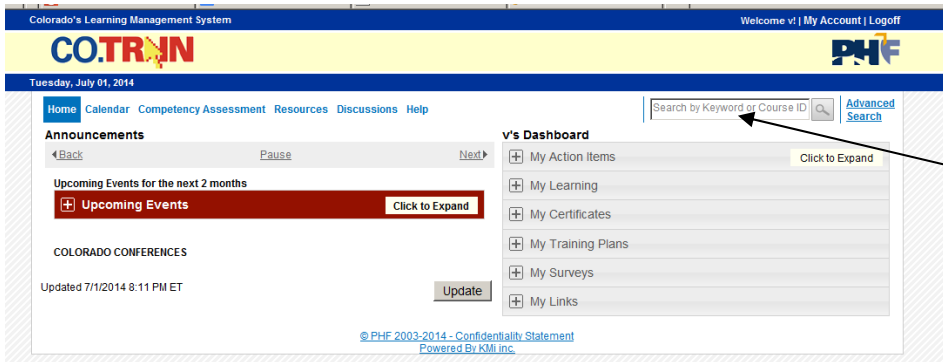 Colorado's Learning Management System
Welcome v! | My Account | Logoff
CO.TRAIN
PHF
Tuesday, July 01, 2014
Home Calendar Competency Assessment Resources Discussions Help
Search by Keyword or Course ID
Advanced Search
Announcements
Back Pause Next
Upcoming Events for the next 2 months
Upcoming Events Click to Expand
COLORADO CONFERENCES
Updated 7/1/2014 8:11 PM ET
Update
v's Dashboard
My Action Items Click to Expand
My Learning
My Certificates
My Training Plans
My Surveys
My Links
© PHF 2003-2014 - Confidentiality Statement
Powered By KMi inc.